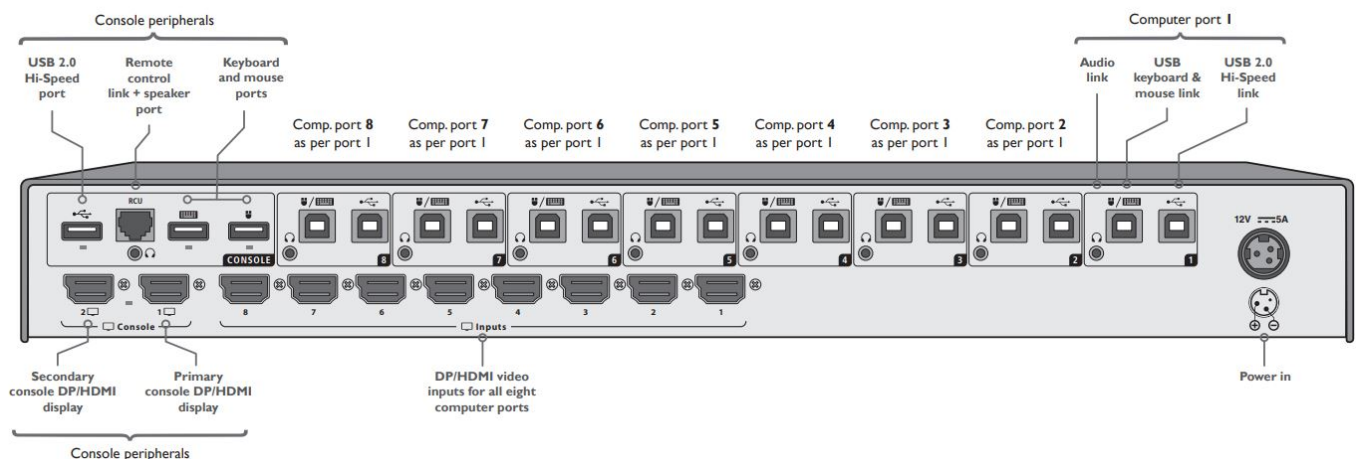 Console peripherals
Computer port 1
USB 2.0
Hi-Speed
port
Remote
control
link + speaker
port
Keyboard
and mouse
ports
Audio
link
USB
keyboard &
mouse link
USB 2.0
Hi-Speed
link
Comp. port 8
as per port 1
Comp. port 7
as per port 1
Comp. port 6
as per port 1
Comp. port 5
as per port 1
Comp. port 4
as per port 1
Comp. port 3
as per port 1
Comp. port 2
as per port 1
RCU
12V 5A
CONSOLE
8
7
6
5
4
3
2
1
2
1
8
7
6
5
4
3
2
1
Console
Inputs
Secondary
console DP/HDMI
display
Primary
console DP/HDMI
display
DP/HDMI video
inputs for all eight
computer ports
Power in
Console peripherals